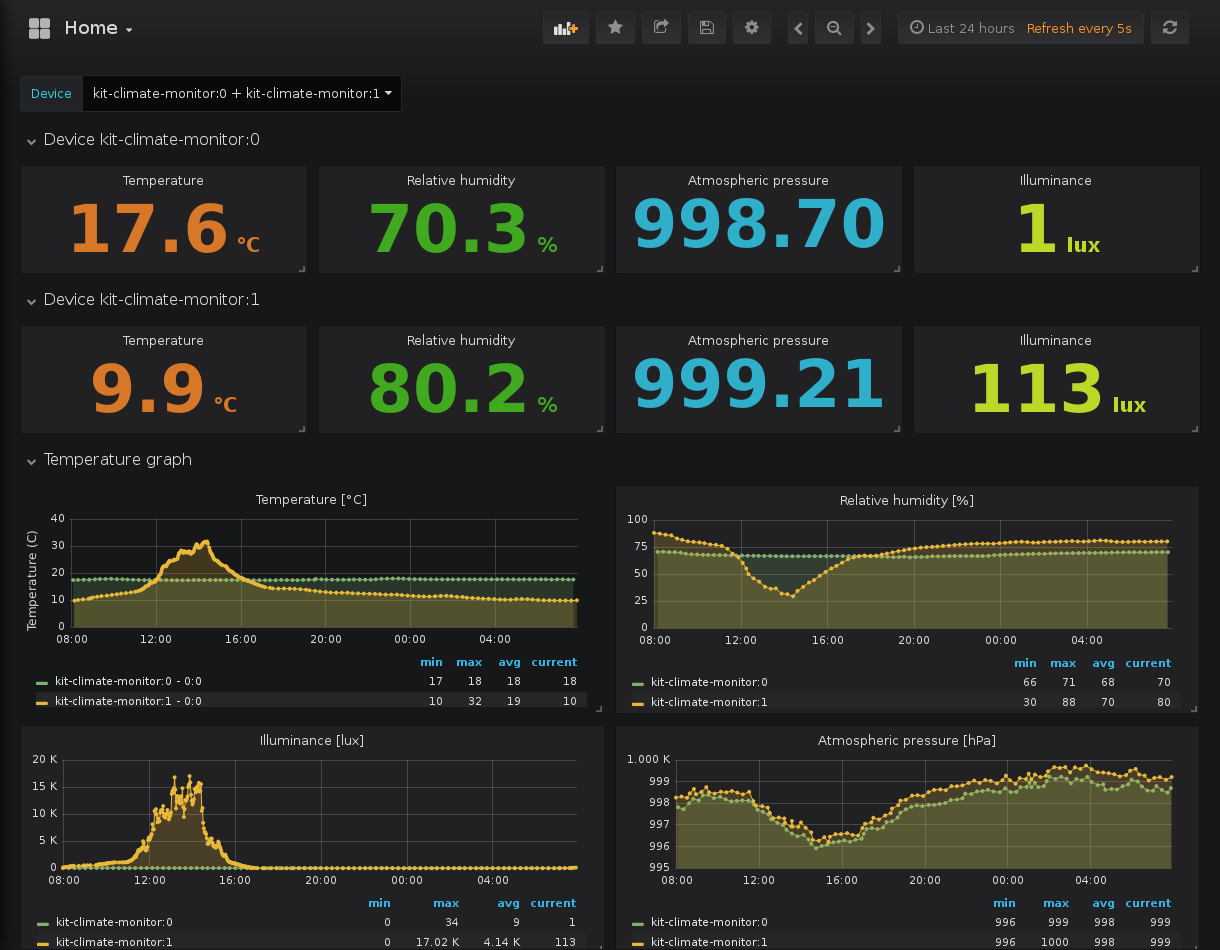 Home
Last 24 hours Refresh every 5s
Device kit-climate-monitor:0 + kit-climate-monitor:1
Device kit-climate-monitor:0
Temperature Relative humidity Atmospheric pressure Illuminance
17.6 °C 70.3 % 998.70 1 lux
Device kit-climate-monitor:1
Temperature Relative humidity Atmospheric pressure Illuminance
9.9 °C 80.2 % 999.21 113 lux
Temperature graph
Temperature [°C]
Temperature (C)
40
30
20
10
0
08:00 12:00 16:00 20:00 00:00 04:00
min max avg current
kit-climate-monitor:0 - 0:0 17 18 18 18
kit-climate-monitor:1 - 0:0 10 32 19 10
Relative humidity [%]
100
75
50
25
0
08:00 12:00 16:00 20:00 00:00 04:00
min max avg current
kit-climate-monitor:0 66 71 68 70
kit-climate-monitor:1 30 88 70 80
Illuminance [lux]
20 K
15 K
10 K
5 K
0
08:00 12:00 16:00 20:00 00:00 04:00
min max avg current
kit-climate-monitor:0 0 34 9 1
kit-climate-monitor:1 0 17.02 K 4.14 K 113
Atmospheric pressure [hPa]
1.000 K
999
998
997
996
995
08:00 12:00 16:00 20:00 00:00 04:00
min max avg current
kit-climate-monitor:0 996 999 998 999
kit-climate-monitor:1 996 1000 998 999